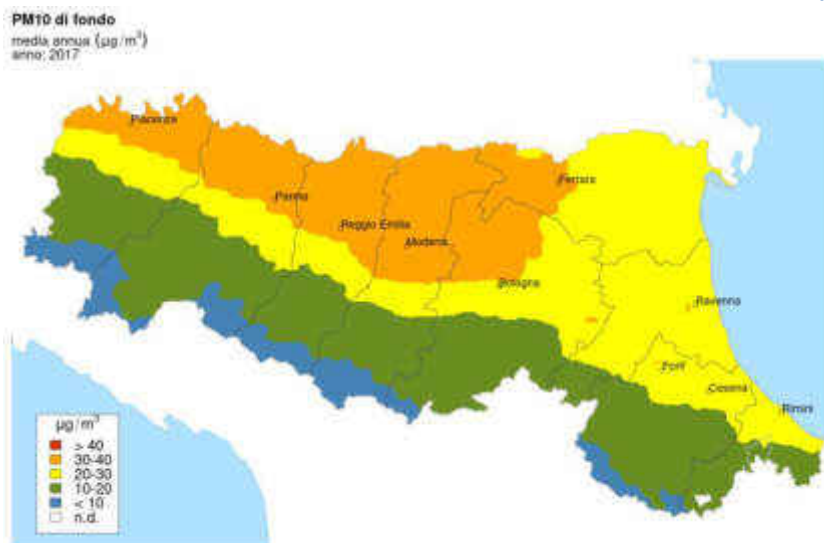 PM10 di fondo
media annua (µg/m³)
anno: 2017
Piacenza
Parma
Reggio Emilia
Modena
Ferrara
Bologna
Ravenna
Forlì
Cesena
Rimini
µg/m³
> 40
30-40
20-30
10-20
< 10
n.d.